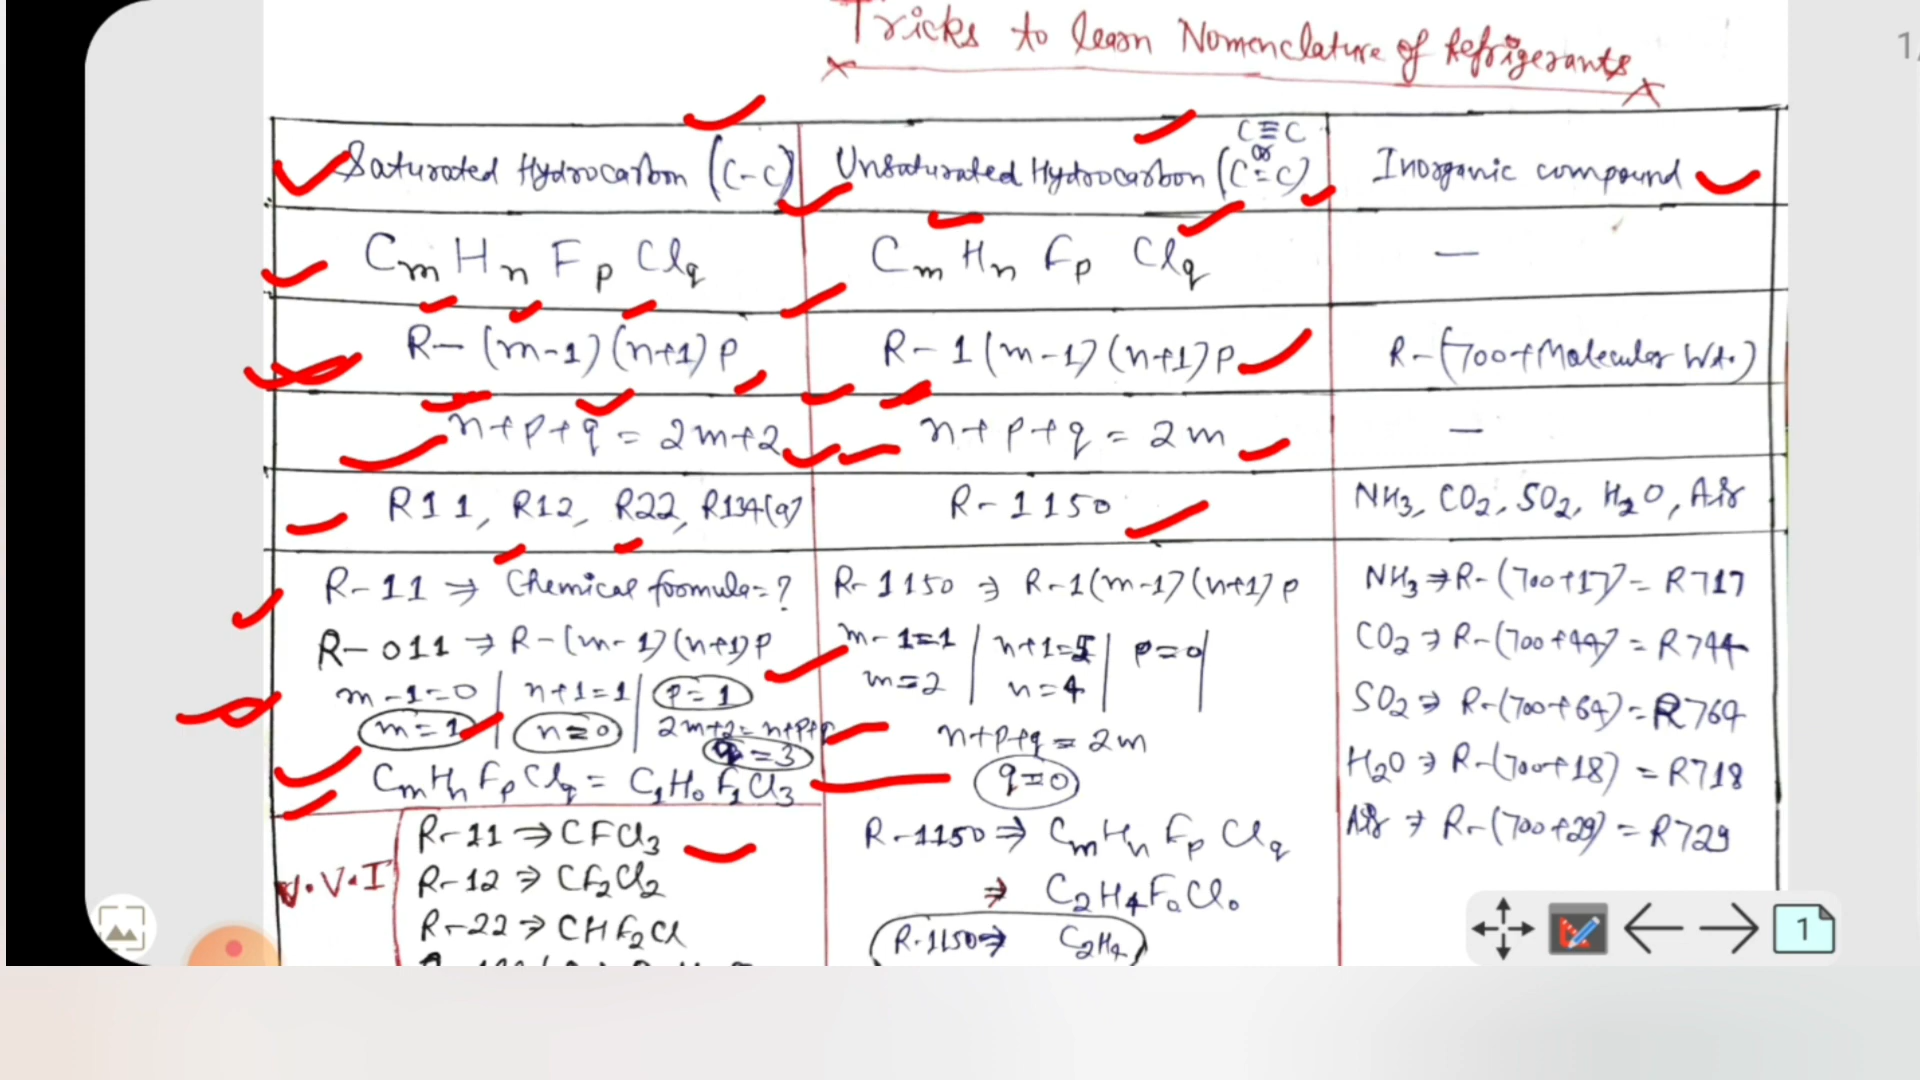 Tricks to learn Nomenclature of Refrigerants
Saturated Hydrocarbon (C-C)
Unsaturated Hydrocarbon (C=C)
C≡C
or
Inorganic compound
CmHnFpClq
CmHnFpClq
—
R-(m-1)(n+1)p
R-1(m-1)(n+1)p
R-(700+Molecular Wt.)
n+p+q=2m+2
n+p+q=2m
—
R11, R12, R22, R134(a)
R-1150
NH3, CO2, SO2, H2O, Air
R-11 ⇒ Chemical formula=?
R-011 ⇒ R-(m-1)(n+1)p
m-1=0 | n+1=1 | p=1
m=1 | n=0 | 2m+2=n+p+
q=3
CmHnFpClq = C1H0F1Cl3
V.V.I
R-11 ⇒ CFCl3
R-12 ⇒ CF2Cl2
R-22 ⇒ CHF2Cl
R-1150 ⇒ R-1(m-1)(n+1)p
m-1=1 | n+1=5 | p=0
m=2 | n=4
n+p+q=2m
q=0
R-1150 ⇒ CmHnFpClq
⇒ C2H4F0Cl0
R-1150⇒ C2H4
NH3 ⇒ R-(700+17)= R717
CO2 ⇒ R-(700+44) = R744
SO2 ⇒ R-(700+64)=R764
H2O ⇒ R-(700+18) = R718
Air ⇒ R-(700+29) = R729
1